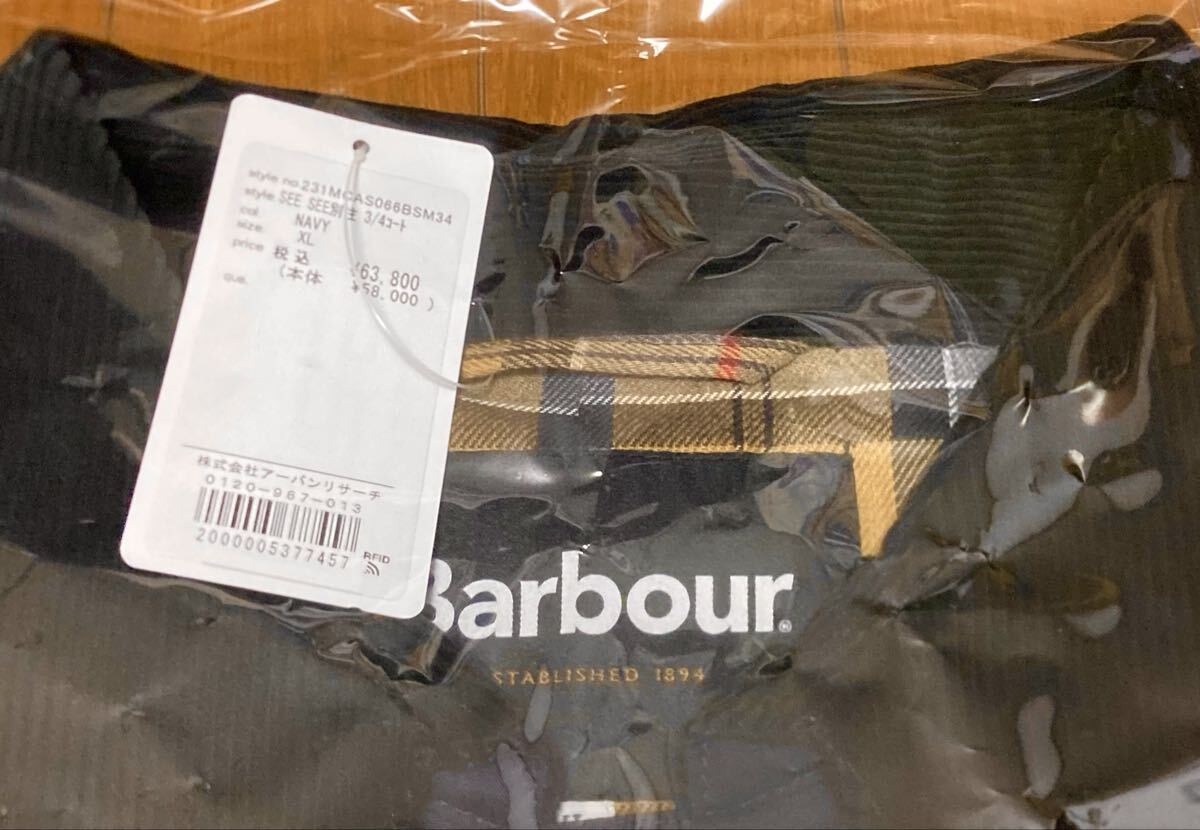 style no.231MCAS066BSM34
style. SEE SEE別注 3/4コート
col. NAVY
size. XL
price 税込 ¥63,800
(本体 ¥58,000 )
que.
株式会社アーバンリサーチ
0120-967-013
2000005377457
RFID
Barbour®
ESTABLISHED 1894